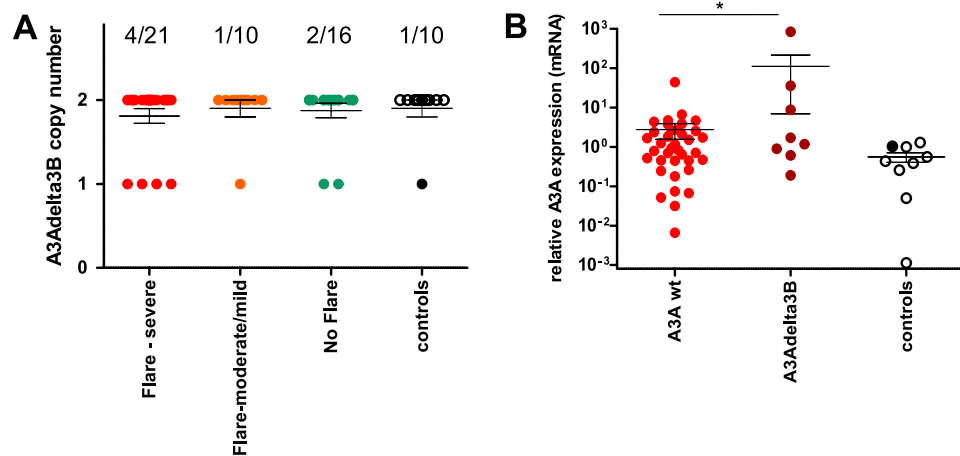 A
4/21 1/10 2/16 1/10
A3Adelta3B copy number
2
1
0
Flare - severe
Flare-moderate/mild
No Flare
controls
B
*
relative A3A expression (mRNA)
10³
10²
10¹
10⁰
10⁻¹
10⁻²
10⁻³
A3A wt
A3Adelta3B
controls